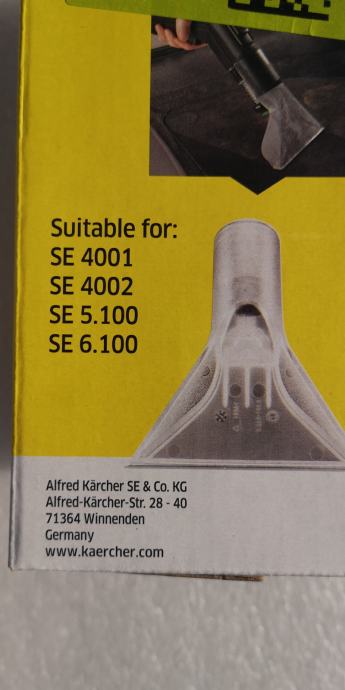 Suitable for:
SE 4001
SE 4002
SE 5.100
SE 6.100
Alfred Kärcher SE & Co. KG
Alfred-Kärcher-Str. 28 - 40
71364 Winnenden
Germany
www.kaercher.com